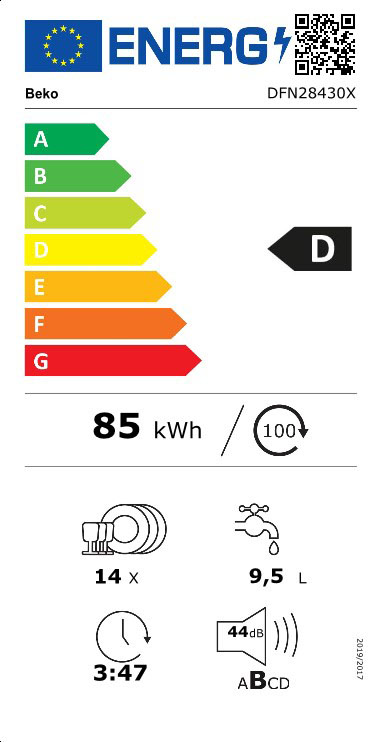 ENERG
Beko DFN28430X
A
B
C
D
D
E
F
G
85 kWh / 100
14 X
9,5 L
3:47
44dB
ABCD
2019/2017